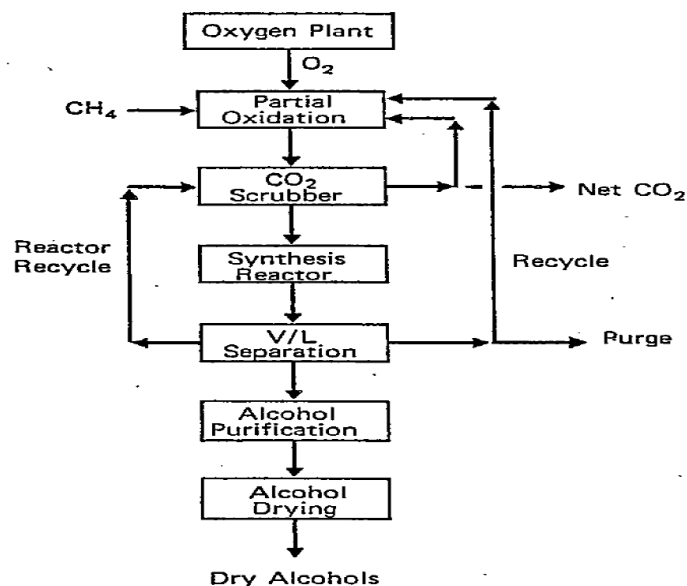 Oxygen Plant
O₂
CH₄
Partial
Oxidation
CO₂
Scrubber
Net CO₂
Reactor
Recycle
Synthesis
Reactor
Recycle
V/L
Separation
Purge
Alcohol
Purification
Alcohol
Drying
Dry Alcohols